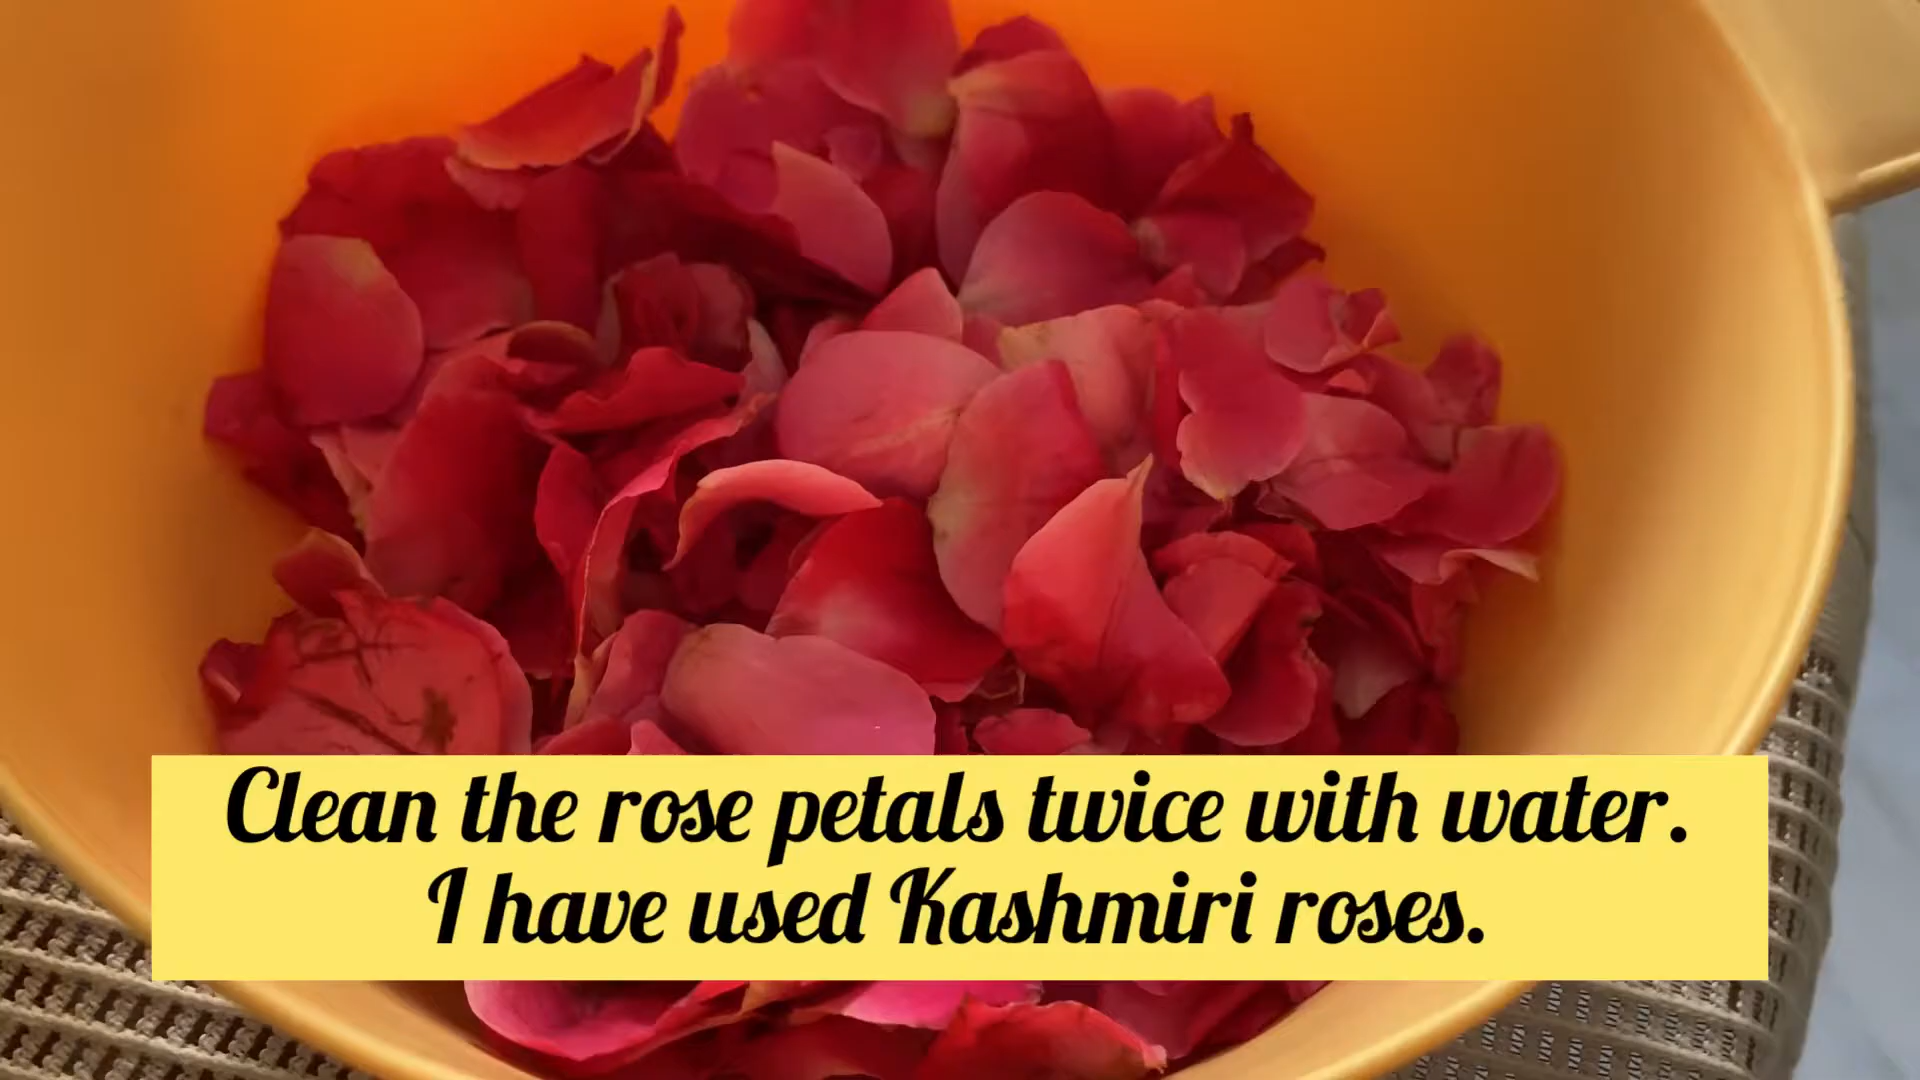 Clean the rose petals twice with water.
I have used Kashmiri roses.